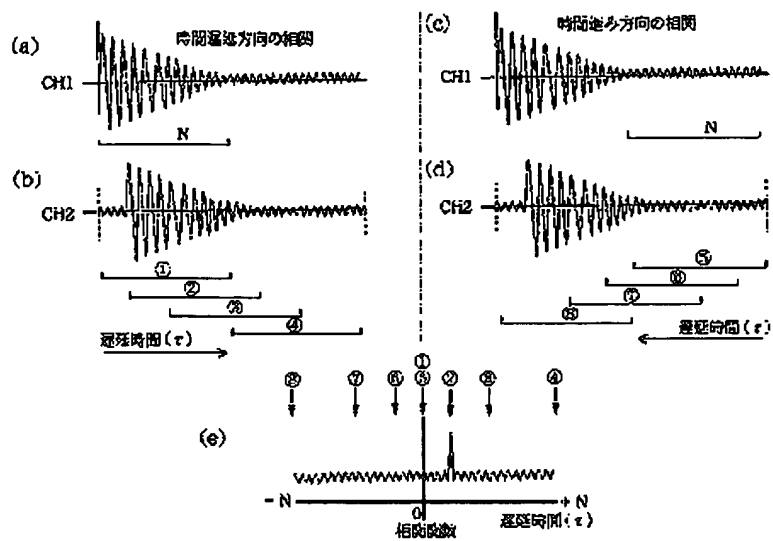 (a)
時間遅延方向の相関
CH1
N
(b)
CH2
①
②
③
④
遅延時間(τ)
(c)
時間進み方向の相関
CH1
N
(d)
CH2
⑤
⑥
⑦
⑧
遅延時間(τ)
①
⑧ ⑦ ⑥ ⑤ ② ③ ④
(e)
-N
+N
0
遅延時間(τ)
相関関数